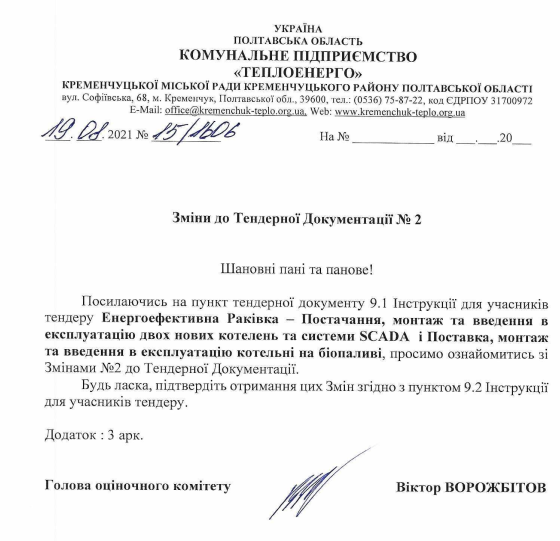 УКРАЇНА
ПОЛТАВСЬКА ОБЛАСТЬ
КОМУНАЛЬНЕ ПІДПРИЄМСТВО
«ТЕПЛОЕНЕРГО»
КРЕМЕНЧУЦЬКОЇ МІСЬКОЇ РАДИ КРЕМЕНЧУЦЬКОГО РАЙОНУ ПОЛТАВСЬКОЇ ОБЛАСТІ
вул. Софіївська, 68, м. Кременчук, Полтавської обл., 39600, тел.: (0536) 75-87-22, код ЄДРПОУ 31700972
E-Mail: office@kremenchuk-teplo.org.ua, Web: www.kremenchuk-teplo.org.ua
19.08.2021 № 15/1606 На № ____________ від ___.___.20___
Зміни до Тендерної Документації № 2
Шановні пані та панове!
Посилаючись на пункт тендерної документу 9.1 Інструкції для учасників
тендеру Енергоефективна Раківка – Постачання, монтаж та введення в
експлуатацію двох нових котелень та системи SCADA і Поставка, монтаж
та введення в експлуатацію котельні на біопаливі, просимо ознайомитись зі
Змінами №2 до Тендерної Документації.
Будь ласка, підтвердіть отримання цих Змін згідно з пунктом 9.2 Інструкції
для учасників тендеру.
Додаток : 3 арк.
Голова оціночного комітету Віктор ВОРОЖБІТОВ